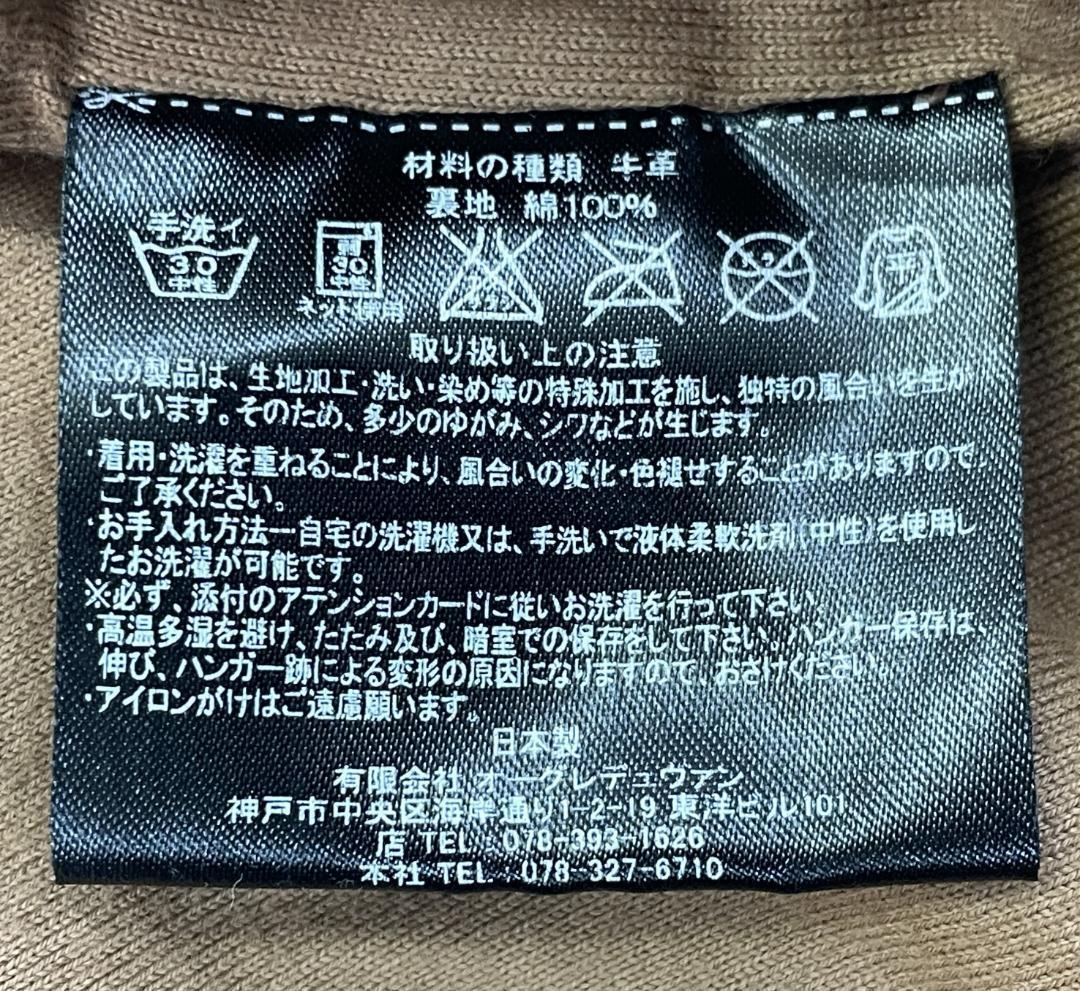 材料の種類 牛革
裏地 綿100%
手洗イ
30
中性
弱
30
中性
ネット使用
平
取り扱い上の注意
この製品は、生地加工・洗い・染め等の特殊加工を施し、独特の風合いを生か
しています。そのため、多少のゆがみ、シワなどが生じます。
・着用・洗濯を重ねることにより、風合いの変化・色褪せすることがありますので
ご了承ください。
・お手入れ方法ー自宅の洗濯機又は、手洗いで液体柔軟洗剤(中性)を使用し
たお洗濯が可能です。
※必ず、添付のアテンションカードに従いお洗濯を行って下さい。
・高温多湿を避け、たたみ及び、暗室での保存をして下さい。ハンガー保存は
伸び、ハンガー跡による変形の原因になりますので、おさけください。
・アイロンがけはご遠慮願います。
日本製
有限会社 オークレデュヴァン
神戸市中央区海岸通り1-2-19 東洋ビル101
店 TEL:078-393-1626
本社 TEL:078-327-6710